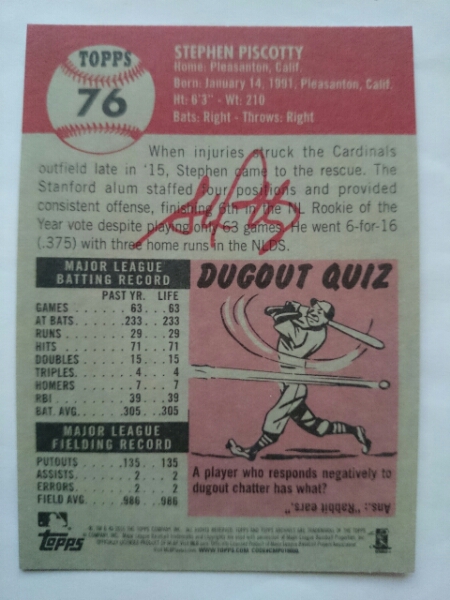 TOPPS
76
STEPHEN PISCOTTY
Home: Pleasanton, Calif.
Born: January 14, 1991, Pleasanton, Calif.
Ht: 6'3" - Wt: 210
Bats: Right - Throws: Right
When injuries struck the Cardinals
outfield late in '15, Stephen came to the rescue. The
Stanford alum staffed four positions and provided
consistent offense, finishing 6th in the NL Rookie of the
Year vote despite playing only 63 games. He went 6-for-16
(.375) with three home runs in the NLDS.
MAJOR LEAGUE
BATTING RECORD
PAST YR. LIFE
GAMES 63...63
AT BATS 233...233
RUNS 29...29
HITS 71...71
DOUBLES 15...15
TRIPLES 4...4
HOMERS 7...7
RBI 39...39
BAT. AVG. .305...305
MAJOR LEAGUE
FIELDING RECORD
PUTOUTS 135...135
ASSISTS 2...2
ERRORS 2...2
FIELD AVG. .986...986
DUGOUT QUIZ
A player who responds negatively to
dugout chatter has what?
Ans.: "Rabbit ears."
Topps
WWW.TOPPS.COM